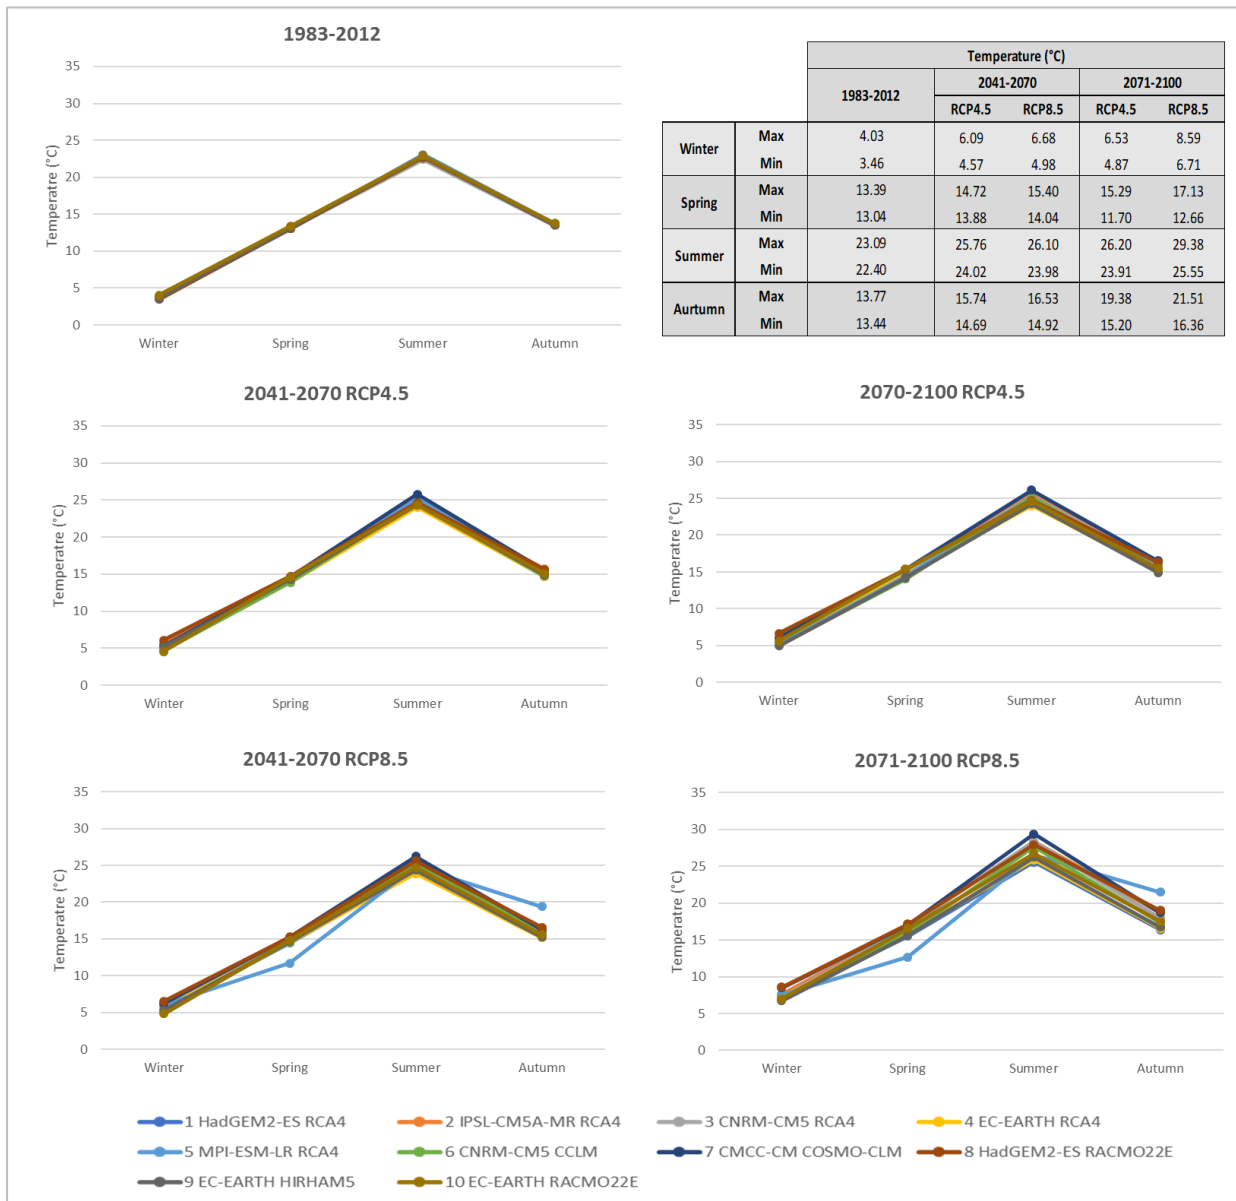 1983-2012
35
30
25
20
15
10
5
0
Temperatre (°C)
Winter Spring Summer Autumn
Temperature (°C)
1983-2012 2041-2070 2071-2100
RCP4.5 RCP8.5 RCP4.5 RCP8.5
Winter Max 4.03 6.09 6.68 6.53 8.59
Min 3.46 4.57 4.98 4.87 6.71
Spring Max 13.39 14.72 15.40 15.29 17.13
Min 13.04 13.88 14.04 11.70 12.66
Summer Max 23.09 25.76 26.10 26.20 29.38
Min 22.40 24.02 23.98 23.91 25.55
Aurtumn Max 13.77 15.74 16.53 19.38 21.51
Min 13.44 14.69 14.92 15.20 16.36
2041-2070 RCP4.5
35
30
25
20
15
10
5
0
Temperatre (°C)
Winter Spring Summer Autumn
2070-2100 RCP4.5
35
30
25
20
15
10
5
0
Temperatre (°C)
Winter Spring Summer Autumn
2041-2070 RCP8.5
35
30
25
20
15
10
5
0
Temperatre (°C)
Winter Spring Summer Autumn
2071-2100 RCP8.5
35
30
25
20
15
10
5
0
Temperatre (°C)
Winter Spring Summer Autumn
1 HadGEM2-ES RCA4 2 IPSL-CM5A-MR RCA4 3 CNRM-CM5 RCA4 4 EC-EARTH RCA4
5 MPI-ESM-LR RCA4 6 CNRM-CM5 CCLM 7 CMCC-CM COSMO-CLM 8 HadGEM2-ES RACMO22E
9 EC-EARTH HIRHAM5 10 EC-EARTH RACMO22E